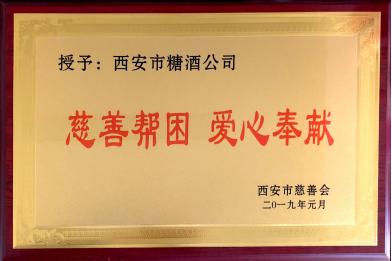 授予：西安市糖酒公司
慈善帮困 爱心奉献
西安市慈善会
二0一九年元月